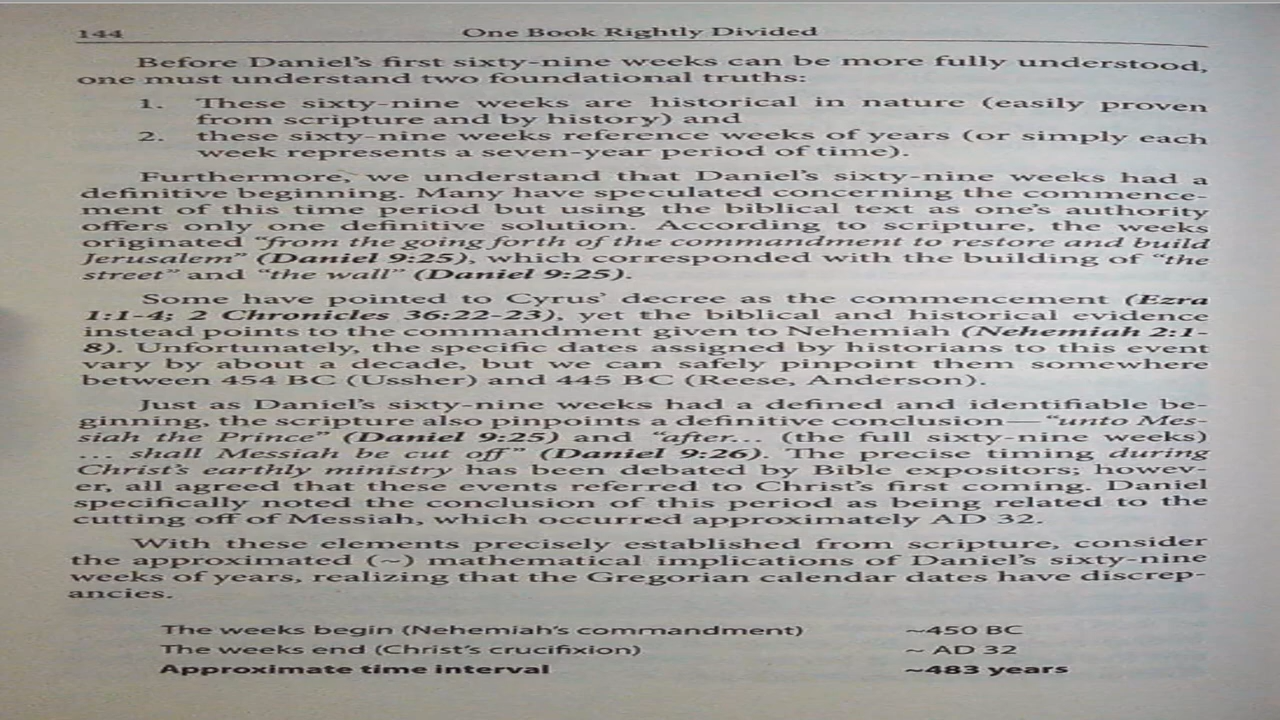 144 One Book Rightly Divided
Before Daniel's first sixty-nine weeks can be more fully understood,
one must understand two foundational truths:
1. These sixty-nine weeks are historical in nature (easily proven
from scripture and by history) and
2. these sixty-nine weeks reference weeks of years (or simply each
week represents a seven-year period of time).
Furthermore, we understand that Daniel's sixty-nine weeks had a
definitive beginning. Many have speculated concerning the commence-
ment of this time period but using the biblical text as one's authority
offers only one definitive solution. According to scripture, the weeks
originated "from the going forth of the commandment to restore and build
Jerusalem" (Daniel 9:25), which corresponded with the building of "the
street" and "the wall" (Daniel 9:25).
Some have pointed to Cyrus' decree as the commencement (Ezra
1:1-4; 2 Chronicles 36:22-23), yet the biblical and historical evidence
instead points to the commandment given to Nehemiah (Nehemiah 2:1-
8). Unfortunately, the specific dates assigned by historians to this event
vary by about a decade, but we can safely pinpoint them somewhere
between 454 BC (Ussher) and 445 BC (Reese, Anderson).
Just as Daniel's sixty-nine weeks had a defined and identifiable be-
ginning, the scripture also pinpoints a definitive conclusion—"unto Mes-
siah the Prince" (Daniel 9:25) and "after... (the full sixty-nine weeks)
... shall Messiah be cut off" (Daniel 9:26). The precise timing during
Christ's earthly ministry has been debated by Bible expositors; howev-
er, all agreed that these events referred to Christ's first coming. Daniel
specifically noted the conclusion of this period as being related to the
cutting off of Messiah, which occurred approximately AD 32.
With these elements precisely established from scripture, consider
the approximated (~) mathematical implications of Daniel's sixty-nine
weeks of years, realizing that the Gregorian calendar dates have discrep-
ancies.
The weeks begin (Nehemiah's commandment) ~450 BC
The weeks end (Christ's crucifixion) ~ AD 32
Approximate time interval ~483 years